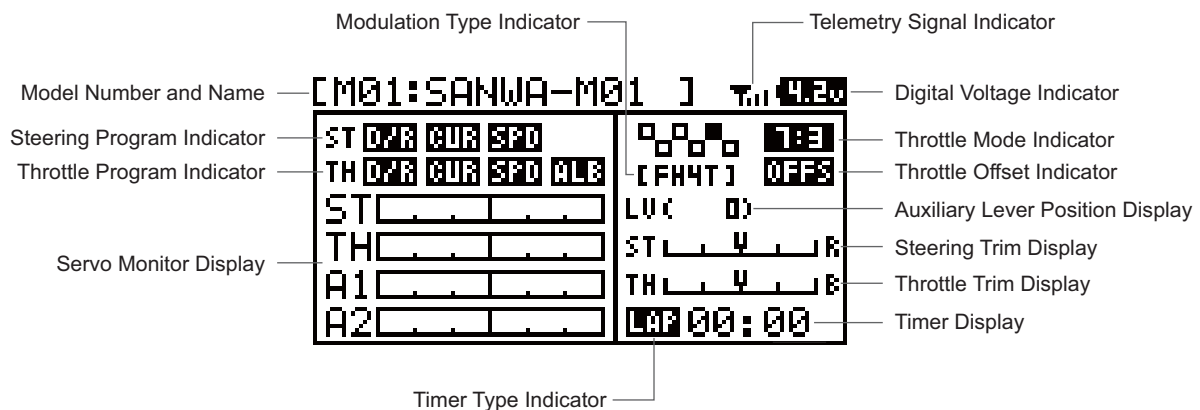 Modulation Type Indicator
Telemetry Signal Indicator
Model Number and Name
[M01:SANWA-M01 ]
4.2v
Digital Voltage Indicator
Steering Program Indicator
ST D/R CUR SPD
7:3
Throttle Mode Indicator
Throttle Program Indicator
TH D/R CUR SPD ALB
[FH4T]
OFFS
Throttle Offset Indicator
ST
LV( 0)
Auxiliary Lever Position Display
Servo Monitor Display
TH
ST R
Steering Trim Display
A1
TH B
Throttle Trim Display
A2
LAP 00:00
Timer Display
Timer Type Indicator